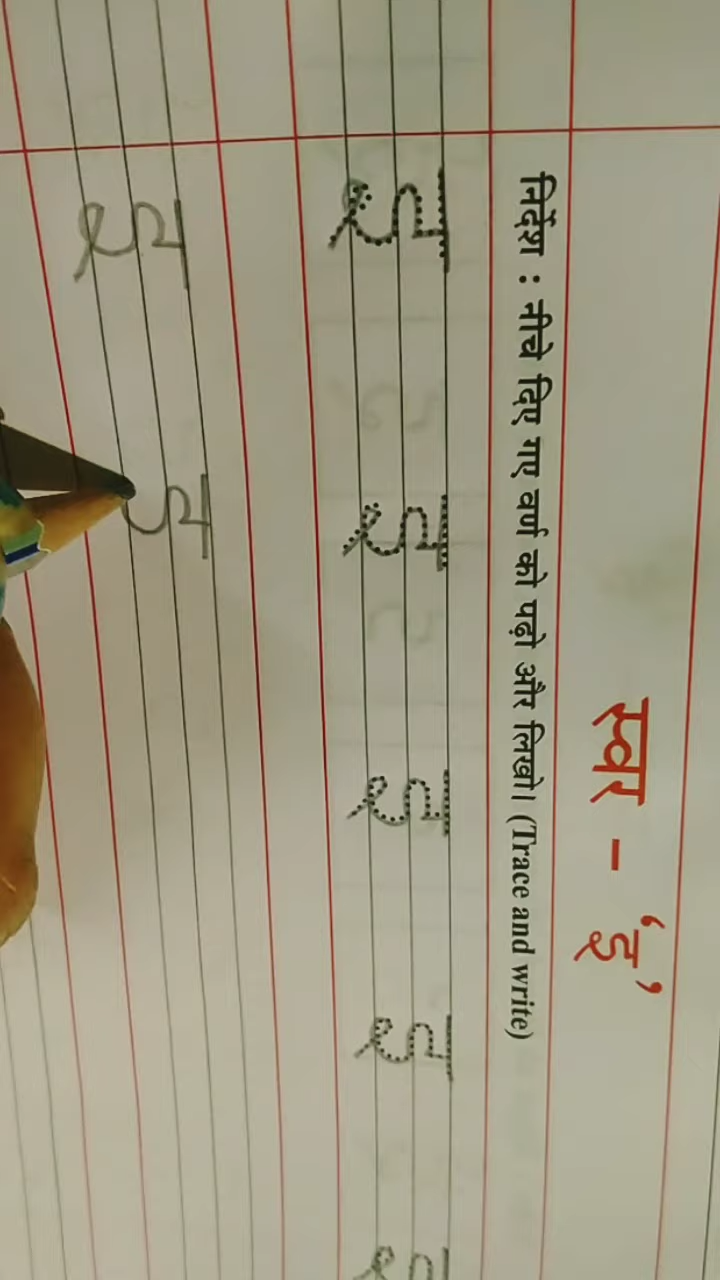 स्वर - 'इ'
निर्देश : नीचे दिए गए वर्ण को पढ़ो और लिखो। (Trace and write)
इ इ इ इ इ
इ इ